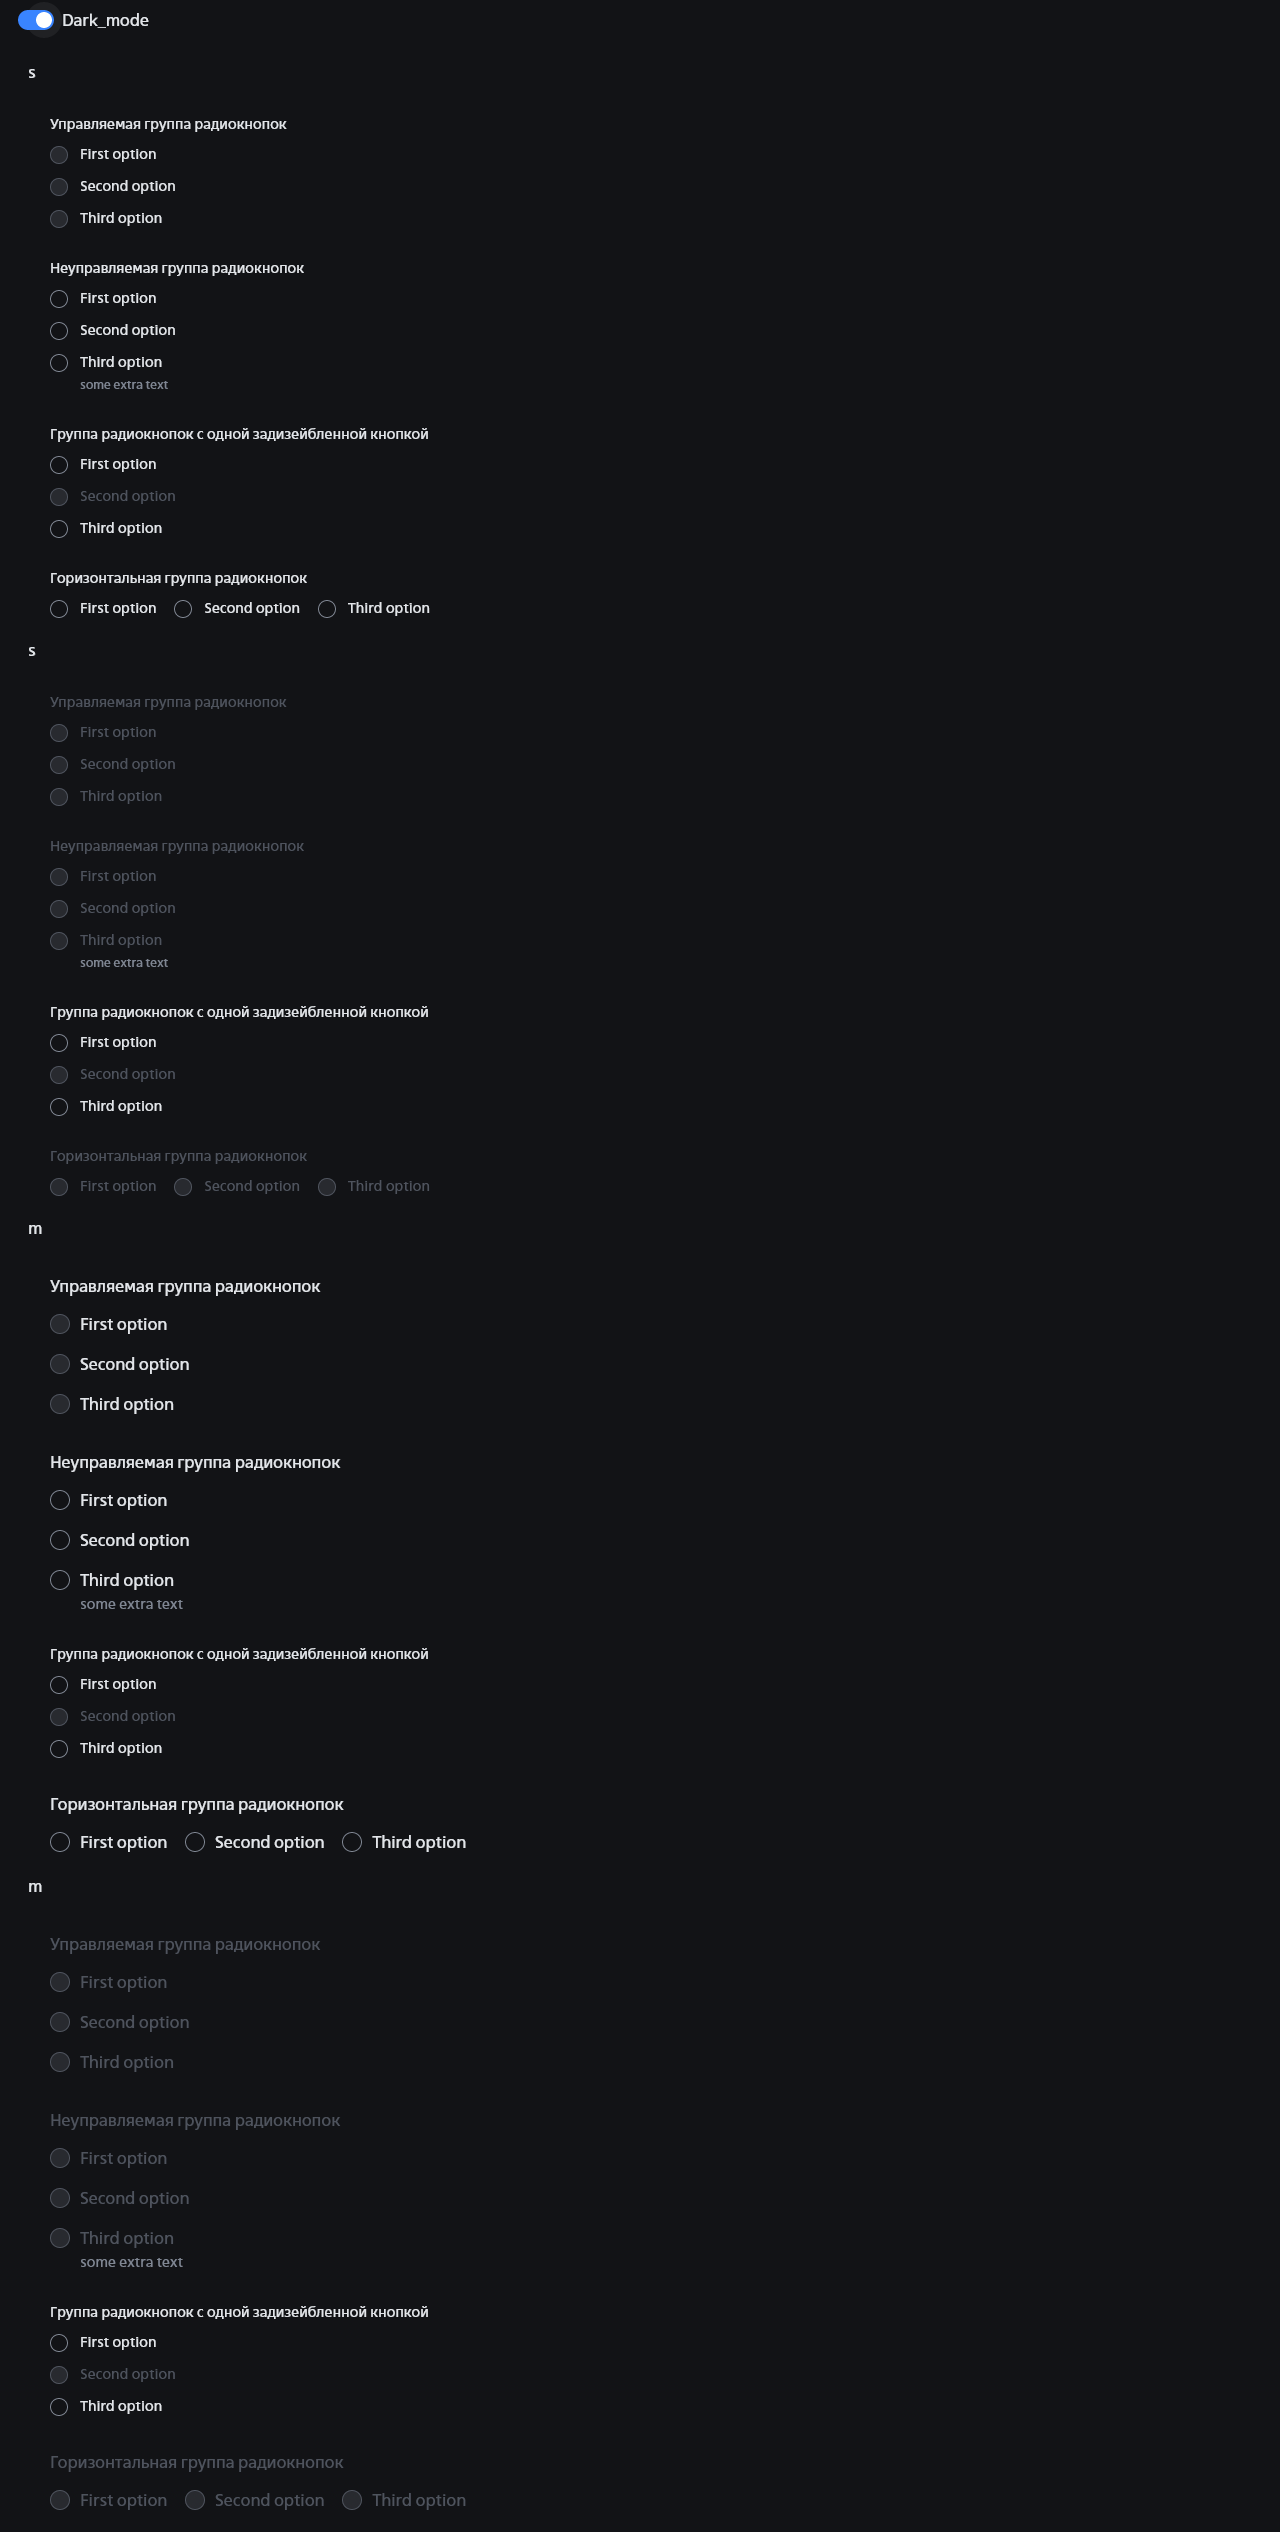 Dark_mode
s
Управляемая группа радиокнопок
First option
Second option
Third option
Неуправляемая группа радиокнопок
First option
Second option
Third option
some extra text
Группа радиокнопок с одной задизейбленной кнопкой
First option
Second option
Third option
Горизонтальная группа радиокнопок
First option Second option Third option
s
Управляемая группа радиокнопок
First option
Second option
Third option
Неуправляемая группа радиокнопок
First option
Second option
Third option
some extra text
Группа радиокнопок с одной задизейбленной кнопкой
First option
Second option
Third option
Горизонтальная группа радиокнопок
First option Second option Third option
m
Управляемая группа радиокнопок
First option
Second option
Third option
Неуправляемая группа радиокнопок
First option
Second option
Third option
some extra text
Группа радиокнопок с одной задизейбленной кнопкой
First option
Second option
Third option
Горизонтальная группа радиокнопок
First option Second option Third option
m
Управляемая группа радиокнопок
First option
Second option
Third option
Неуправляемая группа радиокнопок
First option
Second option
Third option
some extra text
Группа радиокнопок с одной задизейбленной кнопкой
First option
Second option
Third option
Горизонтальная группа радиокнопок
First option Second option Third option